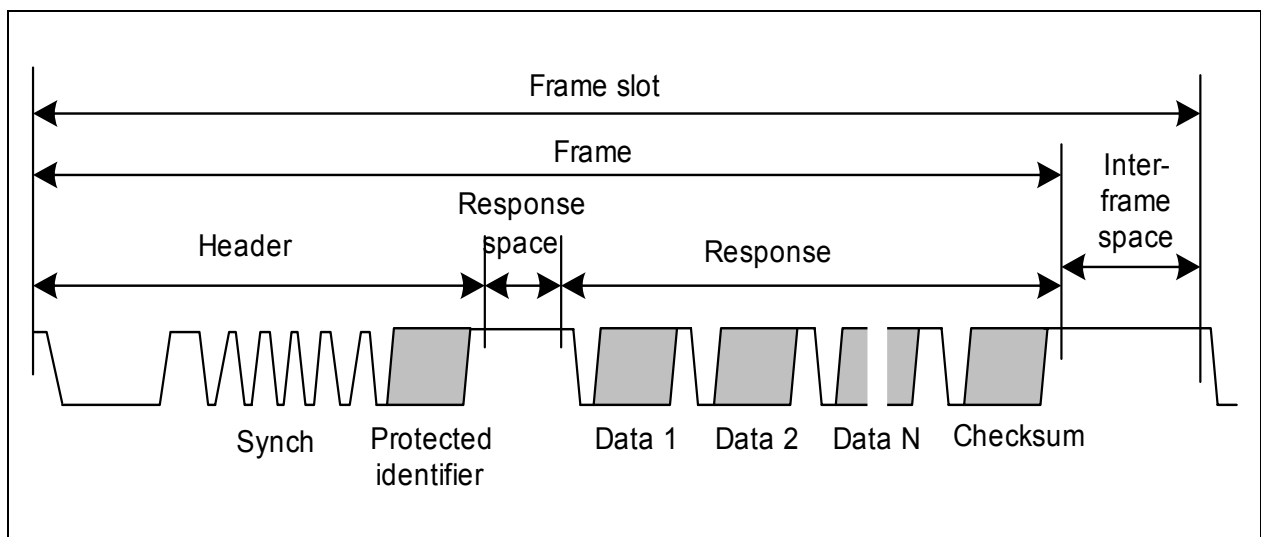 Frame slot
Frame
Inter-
frame
space
Response
space
Header
Response
Synch
Protected
identifier
Data 1
Data 2
Data N
Checksum